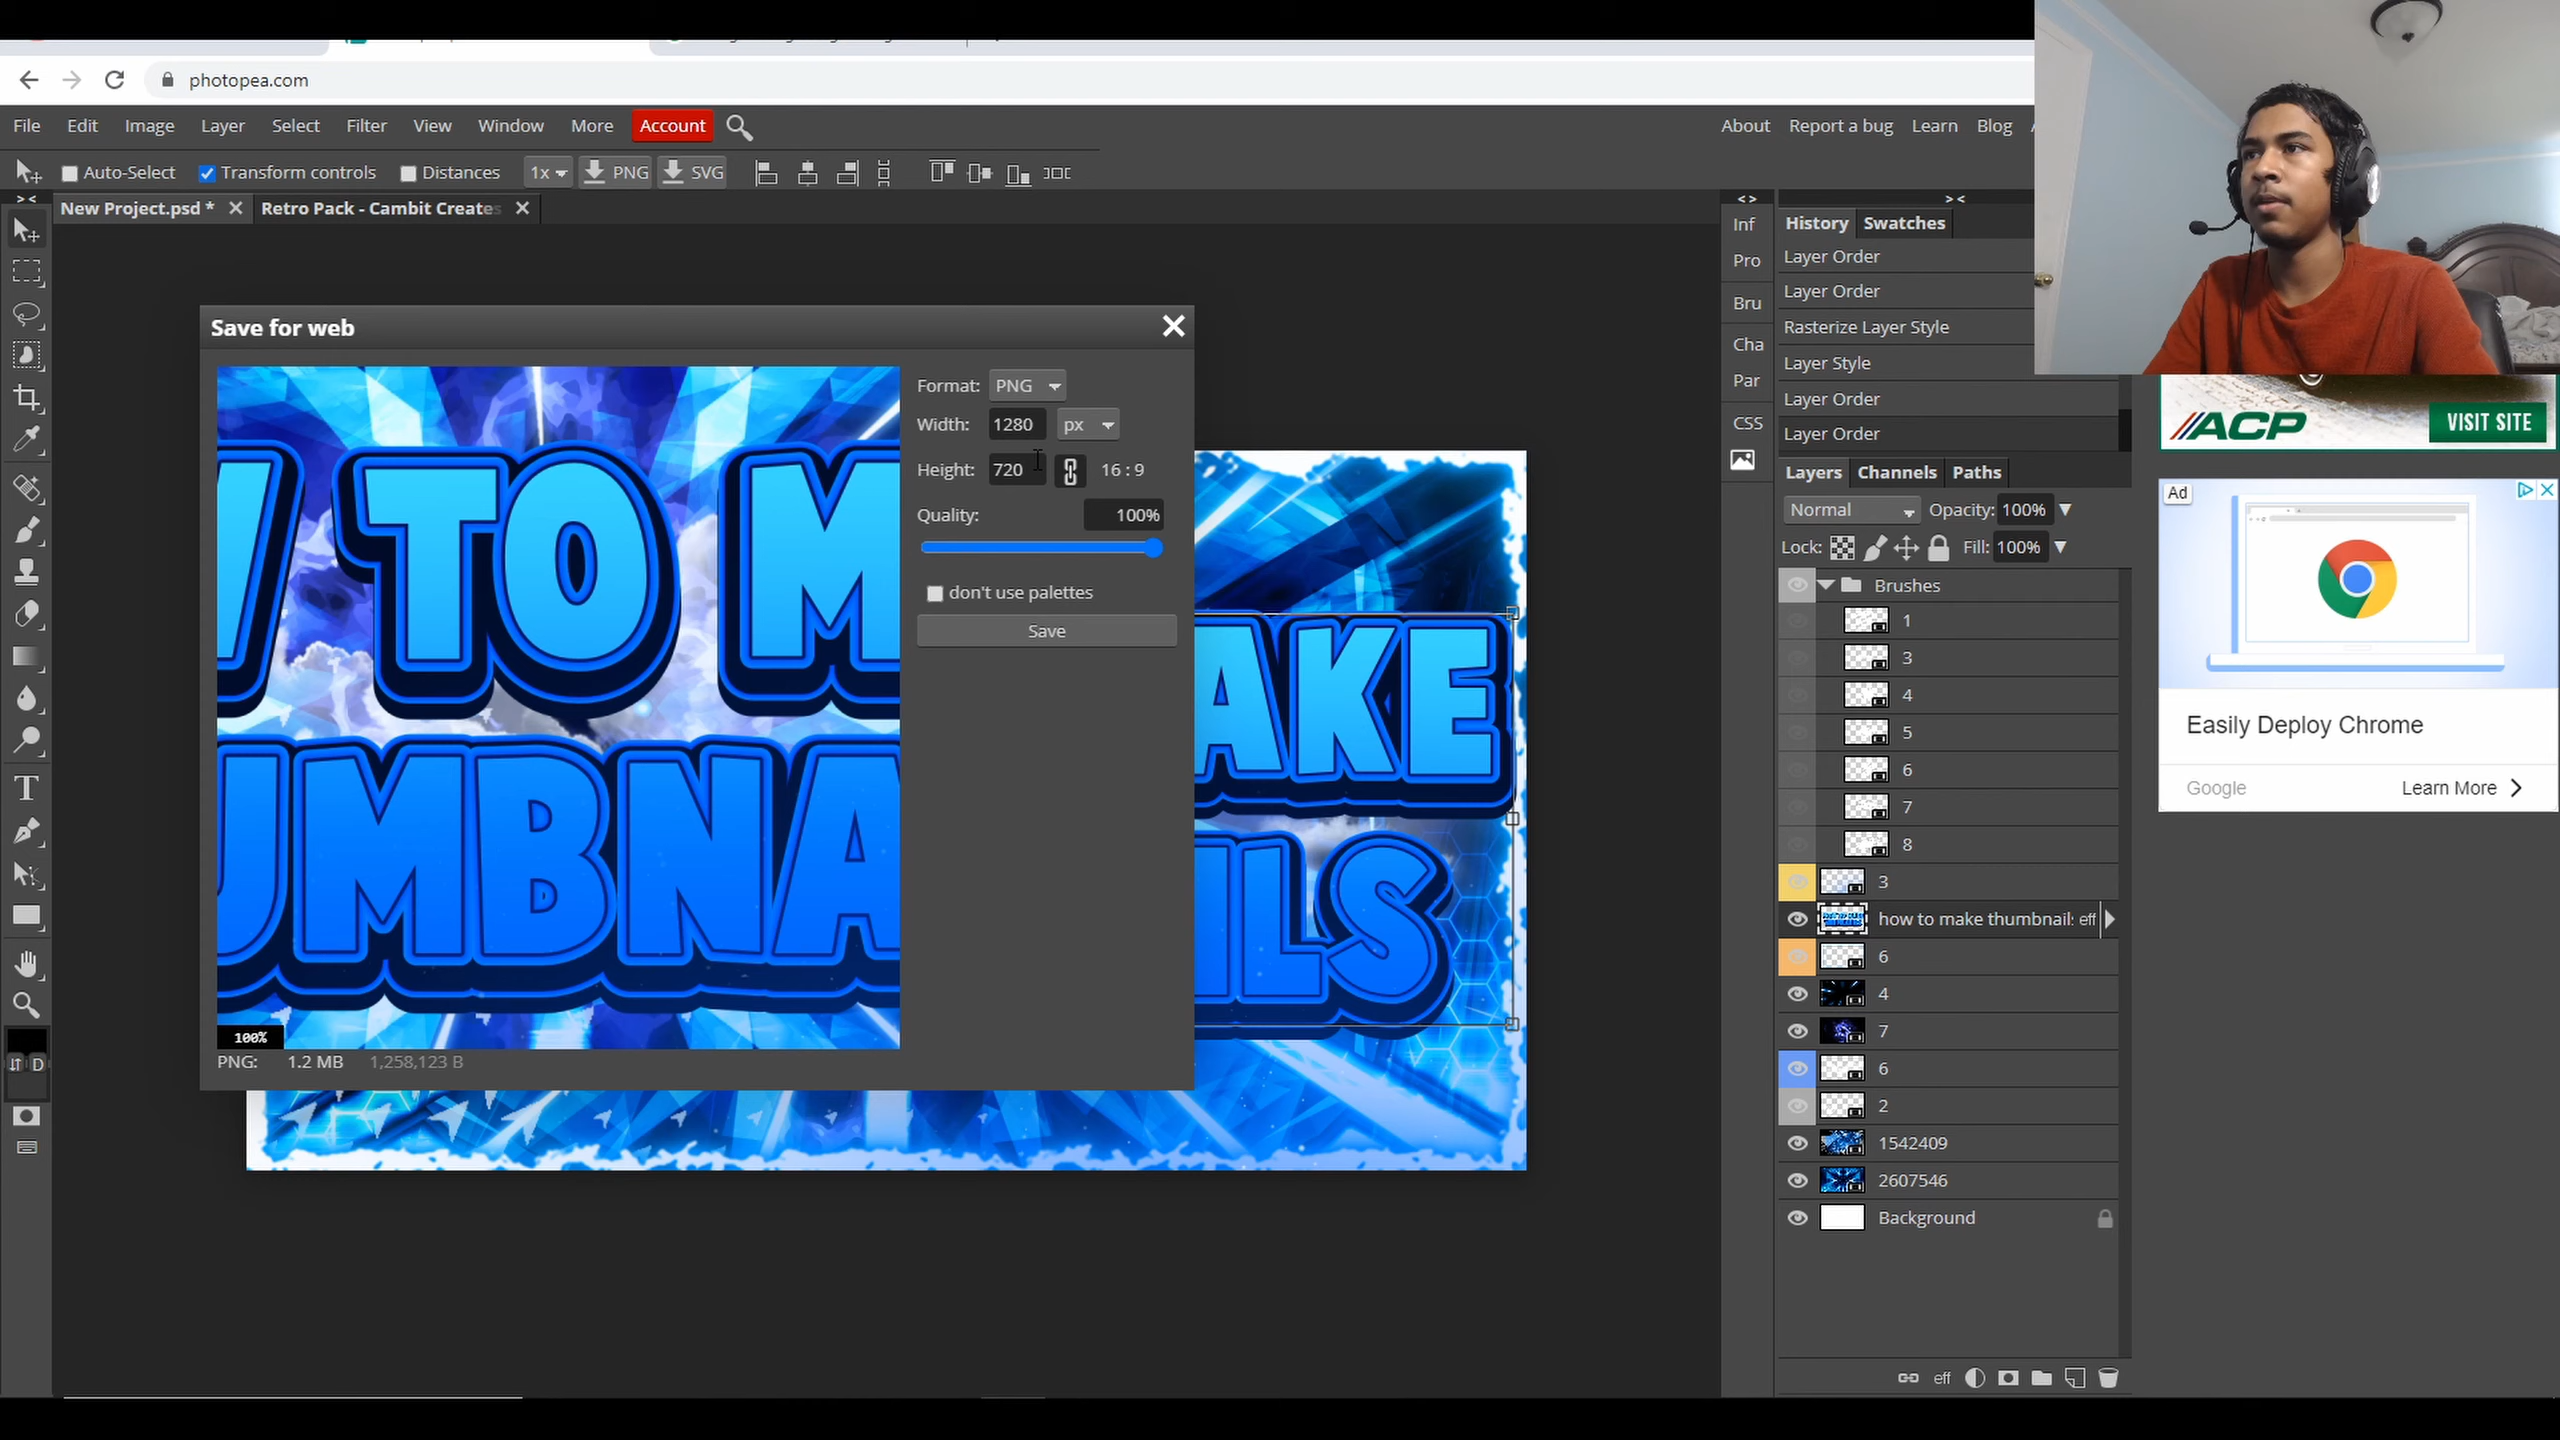 photopea.com
File Edit Image Layer Select Filter View Window More Account About Report a bug Learn Blog
Auto-Select Transform controls Distances 1x PNG SVG
New Project.psd * Retro Pack - Cambit Creates
Save for web
Format: PNG
Width: 1280 px
Height: 720 16 : 9
Quality: 100%
don't use palettes
Save
TO M
UMBNA
100%
PNG: 1.2 MB 1,258,123 B
AKE
ILS
Inf
Pro
Bru
Cha
Par
CSS
History Swatches
Layer Order
Layer Order
Rasterize Layer Style
Layer Style
Layer Order
Layer Order
Layers Channels Paths
Normal Opacity: 100%
Lock: Fill: 100%
Brushes
1
3
4
5
6
7
8
3
how to make thumbnail: eff
6
4
7
6
2
1542409
2607546
Background
eff
ACP VISIT SITE
Ad
Easily Deploy Chrome
Google Learn More
T
D